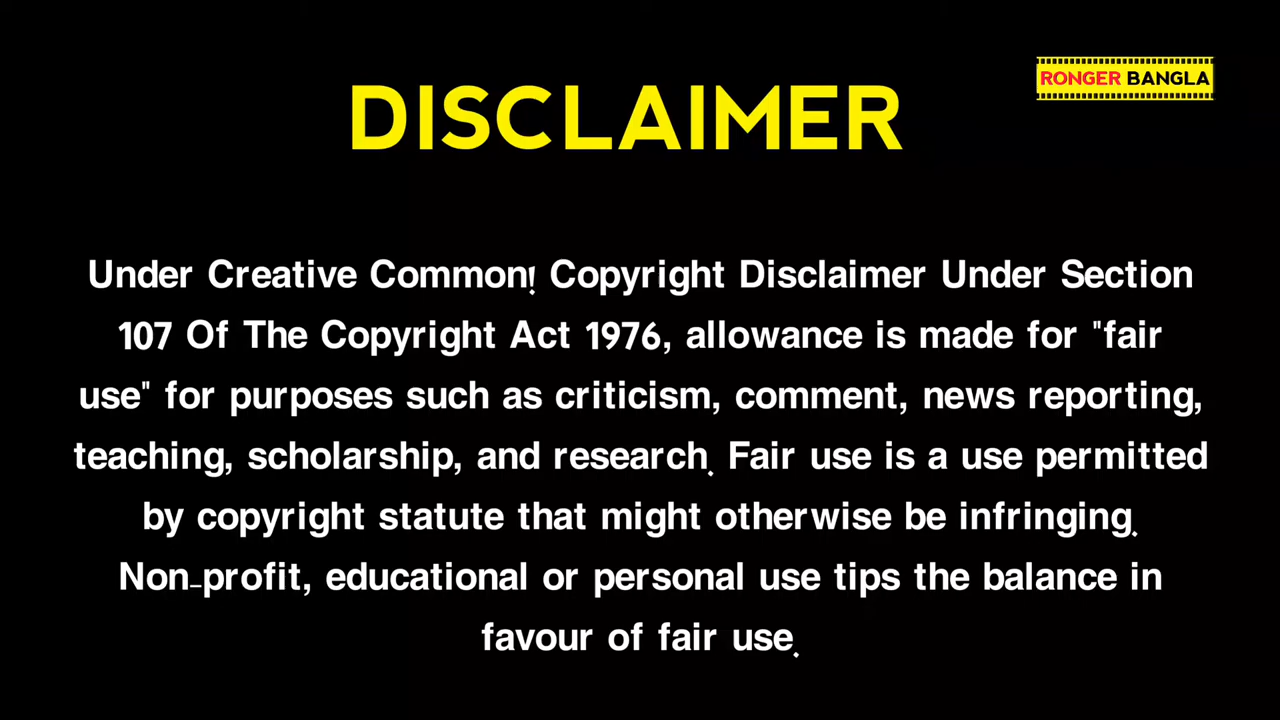 RONGER BANGLA
DISCLAIMER
Under Creative Common! Copyright Disclaimer Under Section
107 Of The Copyright Act 1976, allowance is made for "fair
use" for purposes such as criticism, comment, news reporting,
teaching, scholarship, and research. Fair use is a use permitted
by copyright statute that might otherwise be infringing.
Non-profit, educational or personal use tips the balance in
favour of fair use.